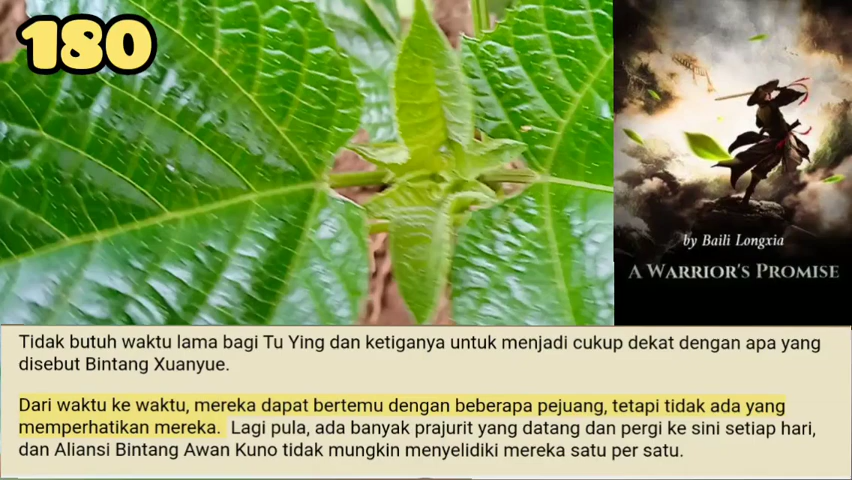 180
by Baili Longxia
A WARRIOR'S PROMISE
Tidak butuh waktu lama bagi Tu Ying dan ketiganya untuk menjadi cukup dekat dengan apa yang
disebut Bintang Xuanyue.
Dari waktu ke waktu, mereka dapat bertemu dengan beberapa pejuang, tetapi tidak ada yang
memperhatikan mereka. Lagi pula, ada banyak prajurit yang datang dan pergi ke sini setiap hari,
dan Aliansi Bintang Awan Kuno tidak mungkin menyelidiki mereka satu per satu.